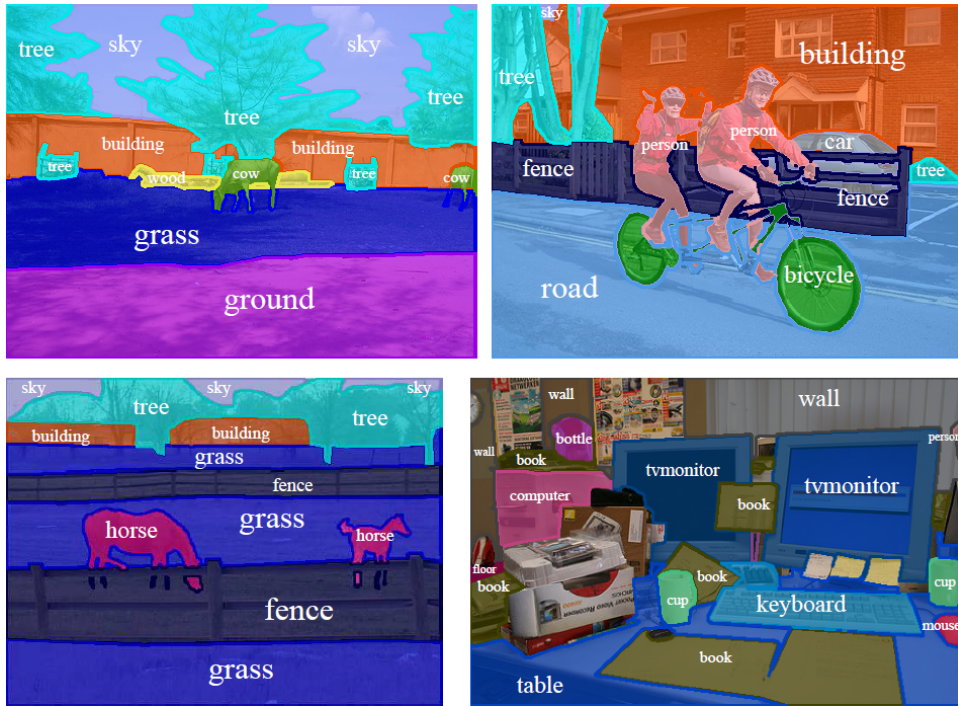 sky
tree
sky
sky
tree
tree
building
building
tree
wood
cow
tree
cow
grass
ground
sky
building
tree
person
person
car
tree
fence
fence
bicycle
road
sky
sky
sky
tree
tree
building
building
grass
fence
grass
horse
horse
fence
grass
wall
wall
bottle
wall
book
person
computer
tvmonitor
tvmonitor
book
floor
book
book
cup
cup
keyboard
mouse
book
table